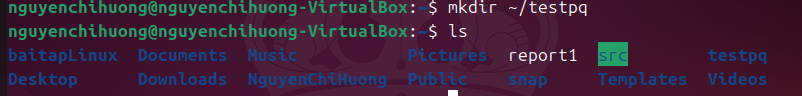 nguyenchihuong@nguyenchihuong-VirtualBox:~$ mkdir ~/testpq
nguyenchihuong@nguyenchihuong-VirtualBox:~$ ls
baitapLinux Documents Music Pictures report1 src testpq
Desktop Downloads NguyenChiHuong Public snap Templates Videos